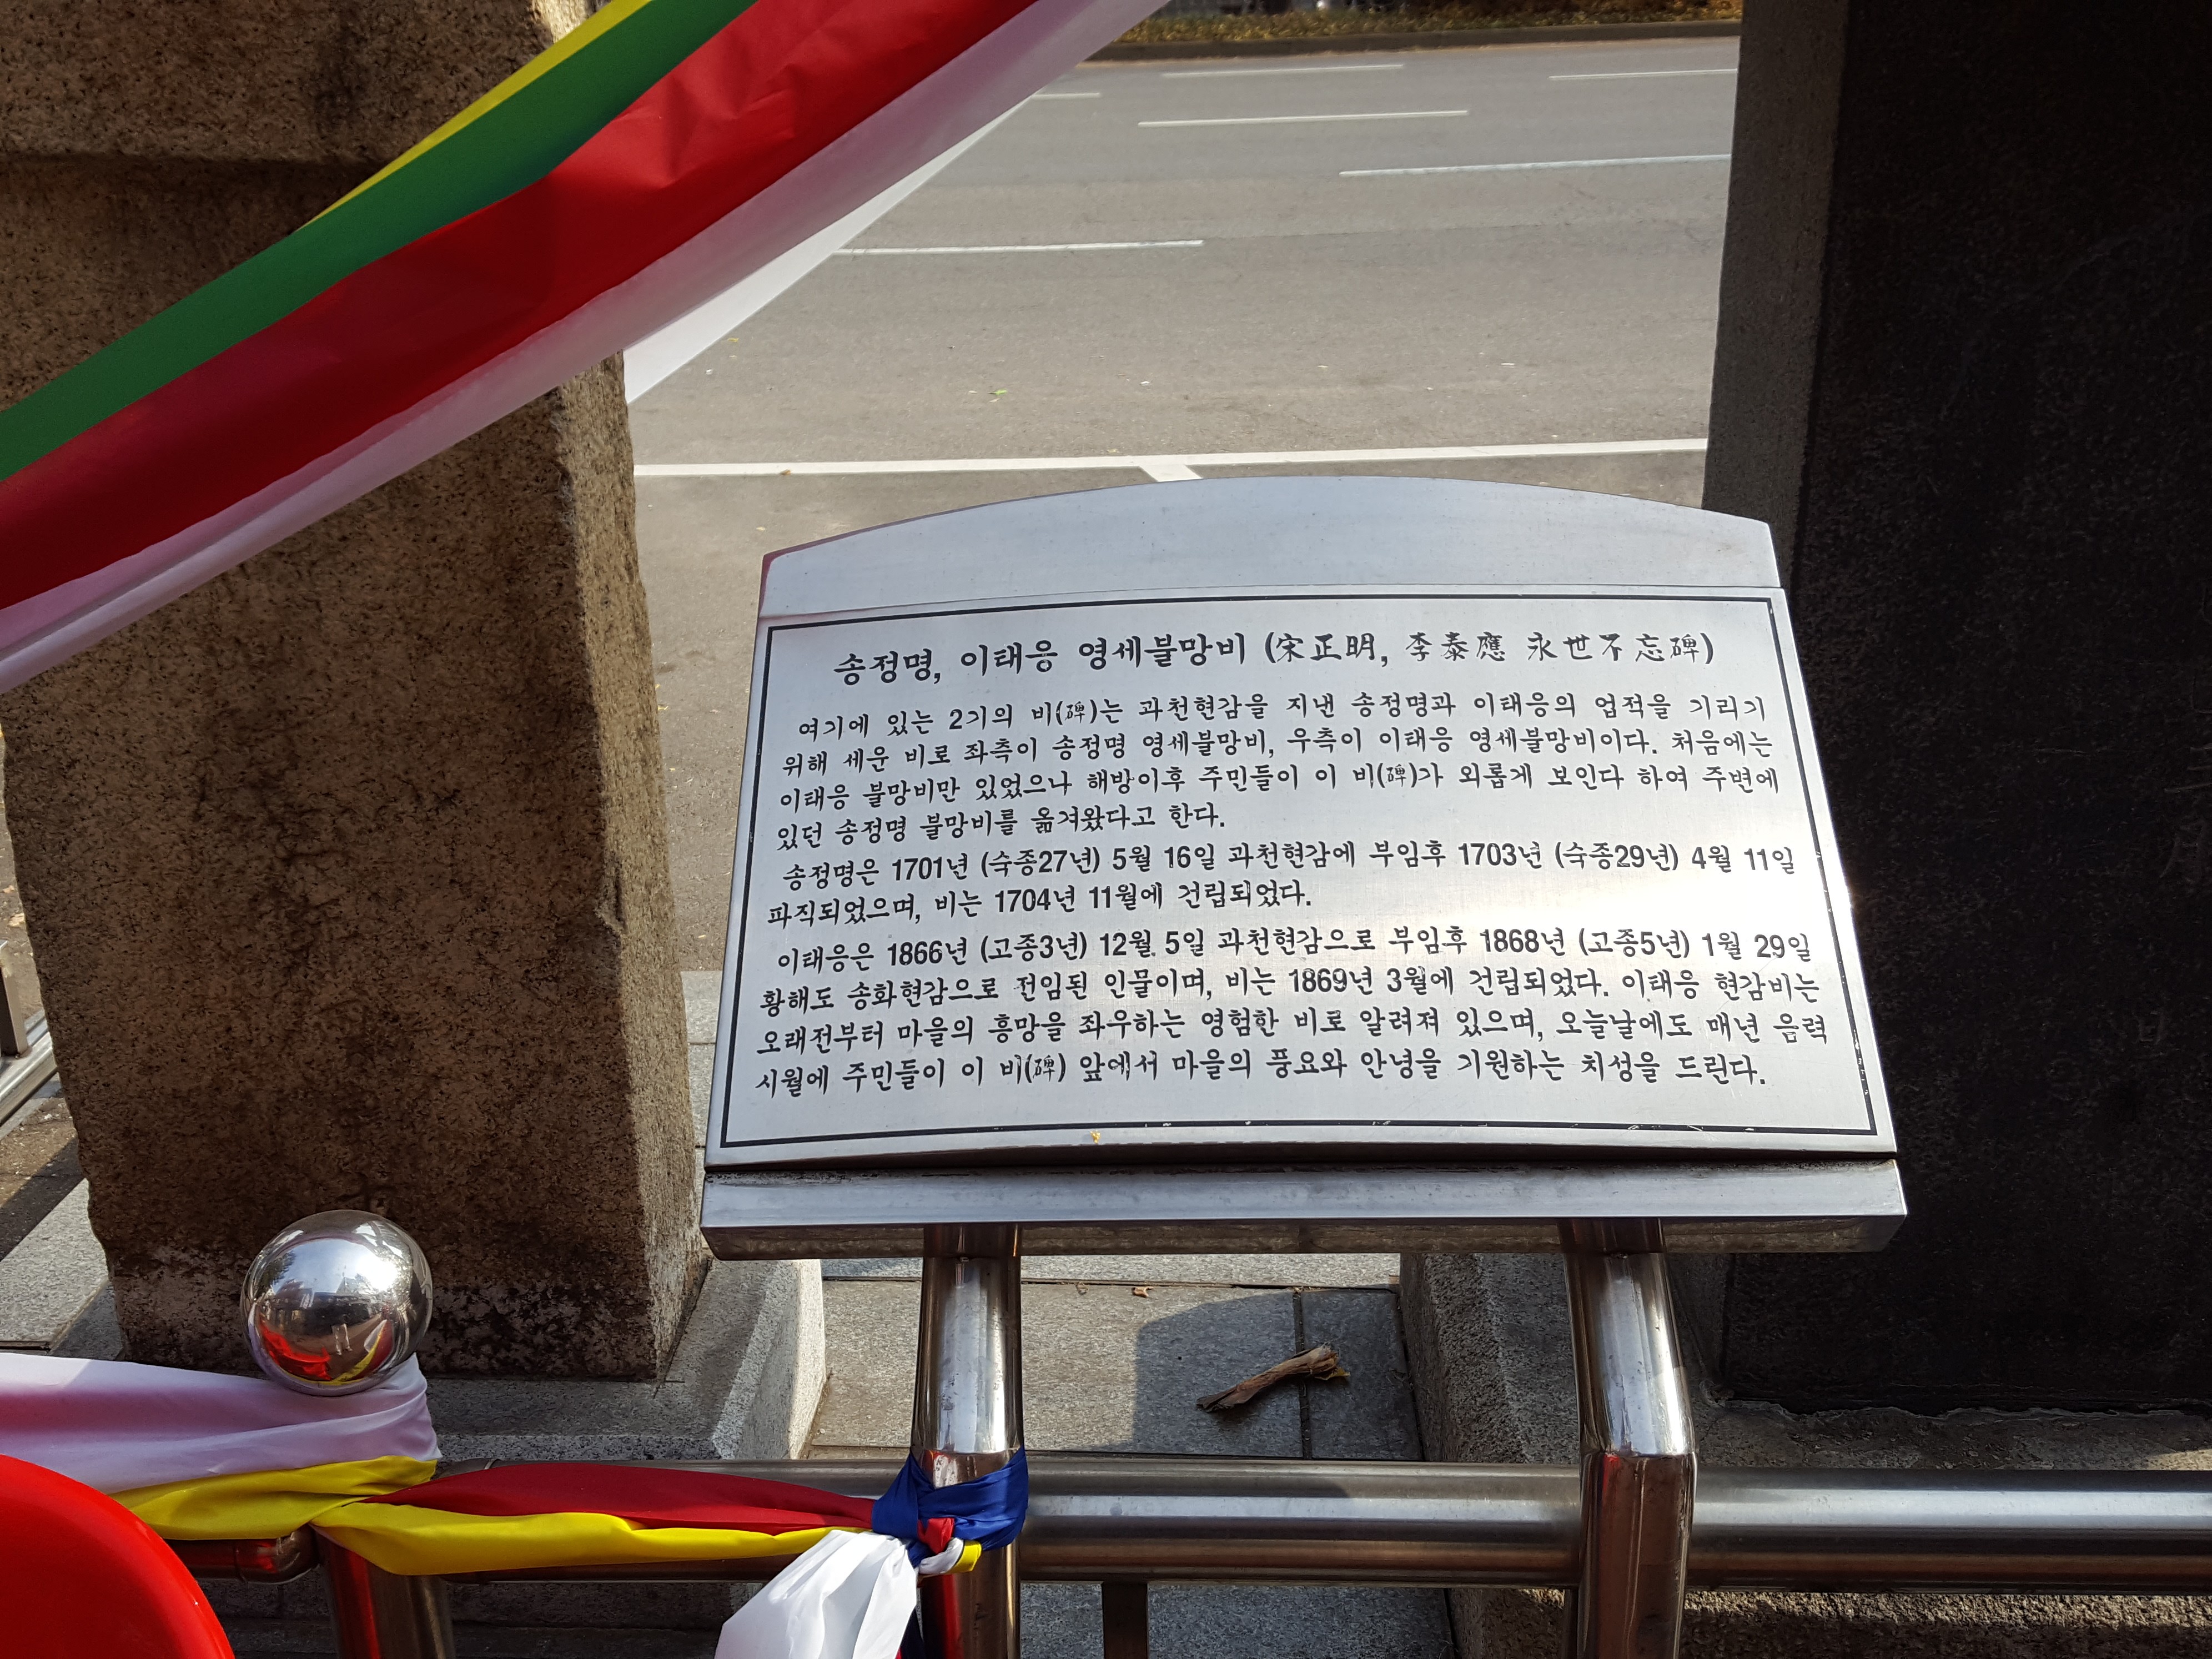 송정명, 이태응 영세불망비 (宋正明, 李泰應 永世不忘碑)
여기에 있는 2기의 비(碑)는 과천현감을 지낸 송정명과 이태응의 업적을 기리기
위해 세운 비로 좌측이 송정명 영세불망비, 우측이 이태응 영세불망비이다. 처음에는
이태응 불망비만 있었으나 해방이후 주민들이 이 비(碑)가 외롭게 보인다 하여 주변에
있던 송정명 불망비를 옮겨왔다고 한다.
송정명은 1701년 (숙종27년) 5월 16일 과천현감에 부임후 1703년 (숙종29년) 4월 11일
파직되었으며, 비는 1704년 11월에 건립되었다.
이태응은 1866년 (고종3년) 12월 5일 과천현감으로 부임후 1868년 (고종5년) 1월 29일
황해도 송화현감으로 전임된 인물이며, 비는 1869년 3월에 건립되었다. 이태응 현감비는
오래전부터 마을의 흥망을 좌우하는 영험한 비로 알려져 있으며, 오늘날에도 매년 음력
시월에 주민들이 이 비(碑) 앞에서 마을의 풍요와 안녕을 기원하는 치성을 드린다.